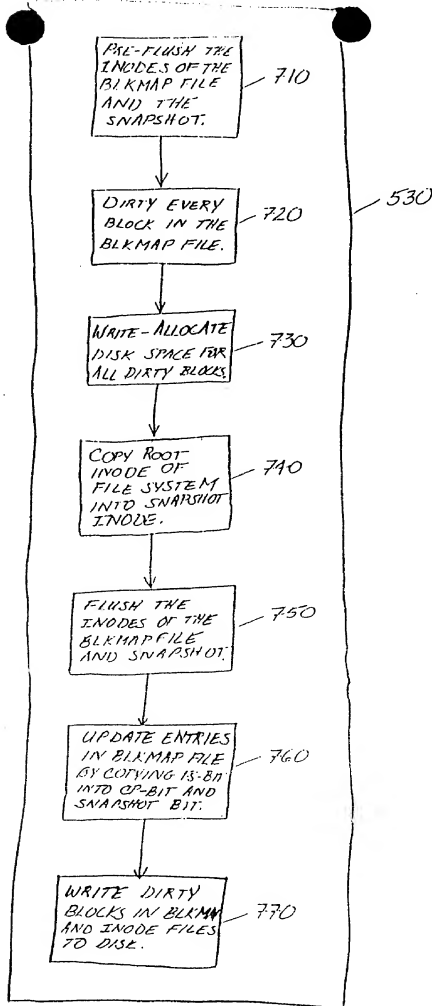 PRE-FLUSH THE
INODES OF THE
BLKMAP FILE
AND THE
SNAPSHOT.
710
DIRTY EVERY
BLOCK IN THE
BLKMAP FILE.
720
530
WRITE-ALLOCATE
DISK SPACE FOR
ALL DIRTY BLOCKS
730
COPY ROOT
INODE OF
FILE SYSTEM
INTO SNAPSHOT
INODE.
740
FLUSH THE
INODES OF THE
BLKMAP FILE
AND SNAPSHOT.
750
UPDATE ENTRIES
IN BLKMAP FILE
BY COPYING FS-BIT
INTO CP-BIT AND
SNAPSHOT BIT.
760
WRITE DIRTY
BLOCKS IN
AND INODE FILES
TO DISK.
770